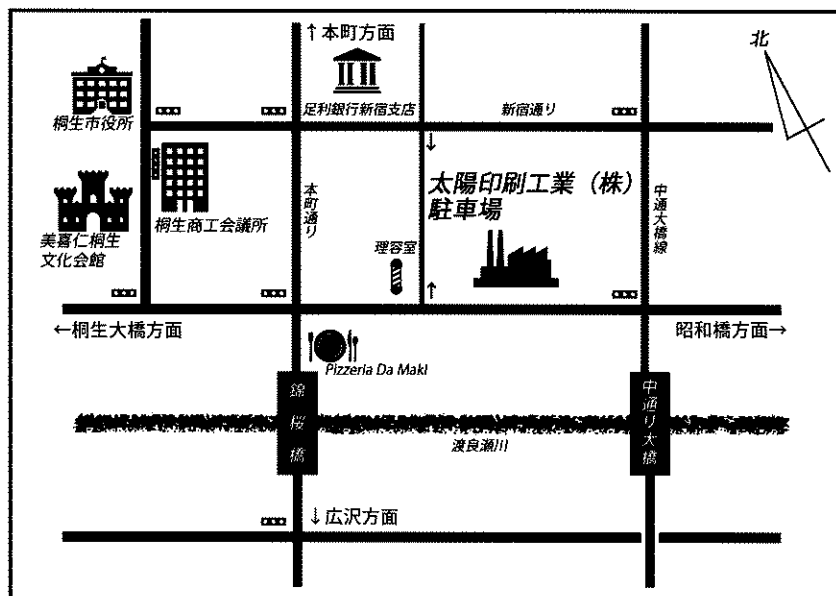 ↑本町方面
北
足利銀行新宿支店
新宿通り
桐生市役所
太陽印刷工業（株）
駐車場
↓
本町通り
中通大橋線
桐生商工会議所
美喜仁桐生
文化会館
理容室
↑
←桐生大橋方面
昭和橋方面→
Pizzeria Da Maki
錦桜橋
中通り大橋
渡良瀬川
↓広沢方面